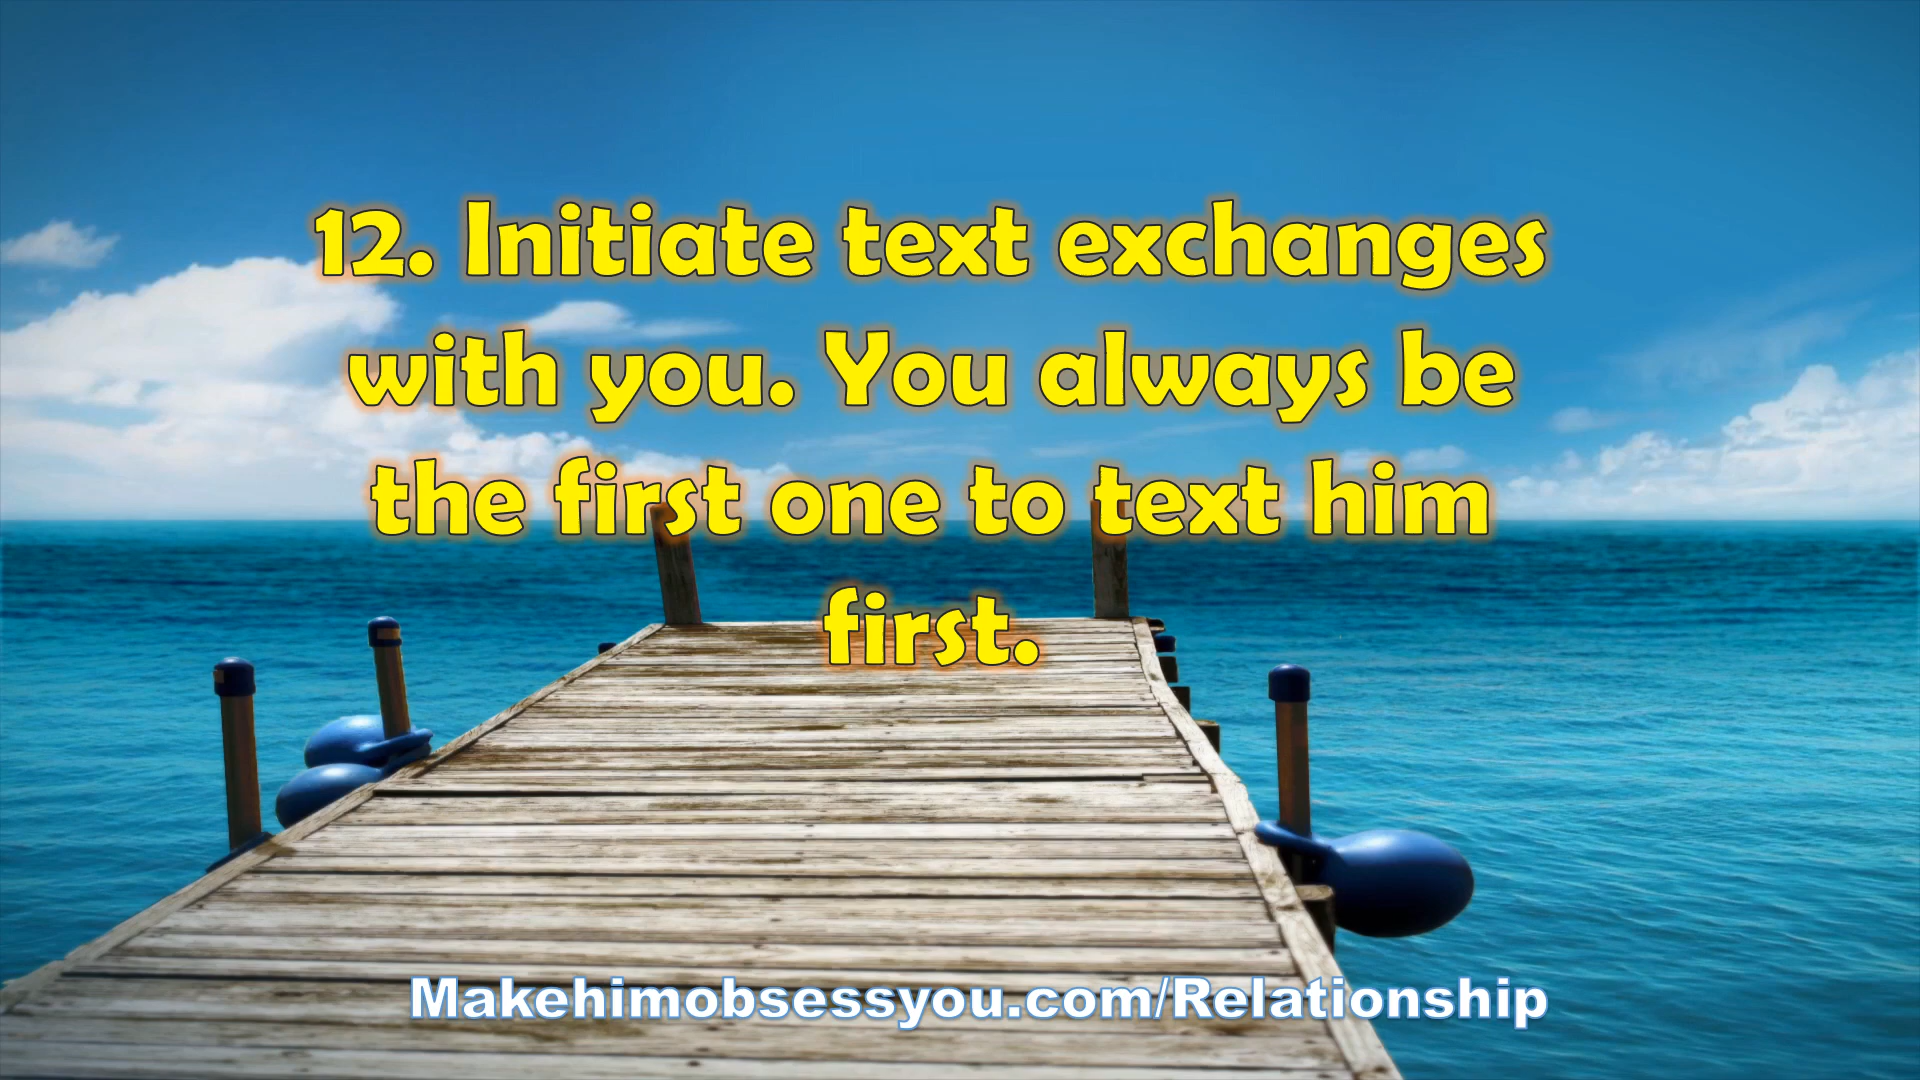 12. Initiate text exchanges
with you. You always be
the first one to text him
first.
Makehimobsessyou.com/Relationship